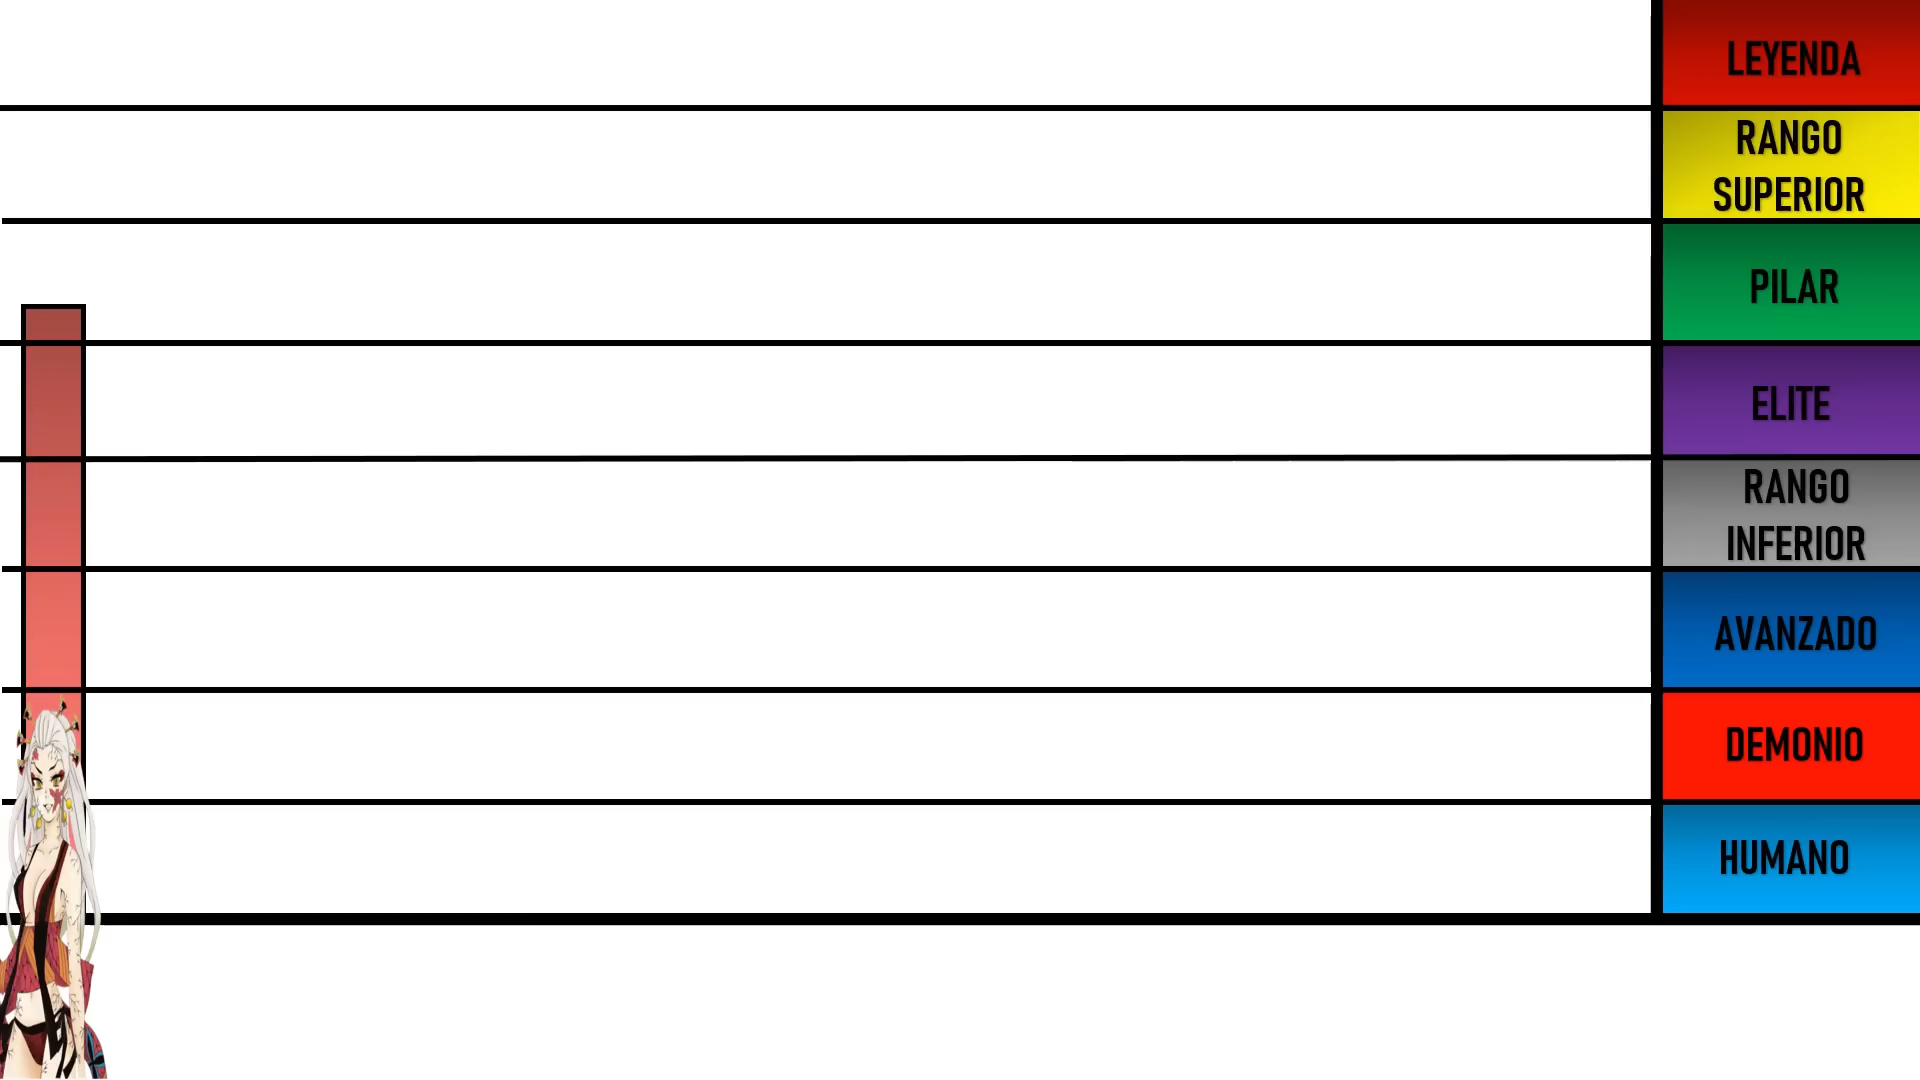 LEYENDA
RANGO
SUPERIOR
PILAR
ELITE
RANGO
INFERIOR
AVANZADO
DEMONIO
HUMANO